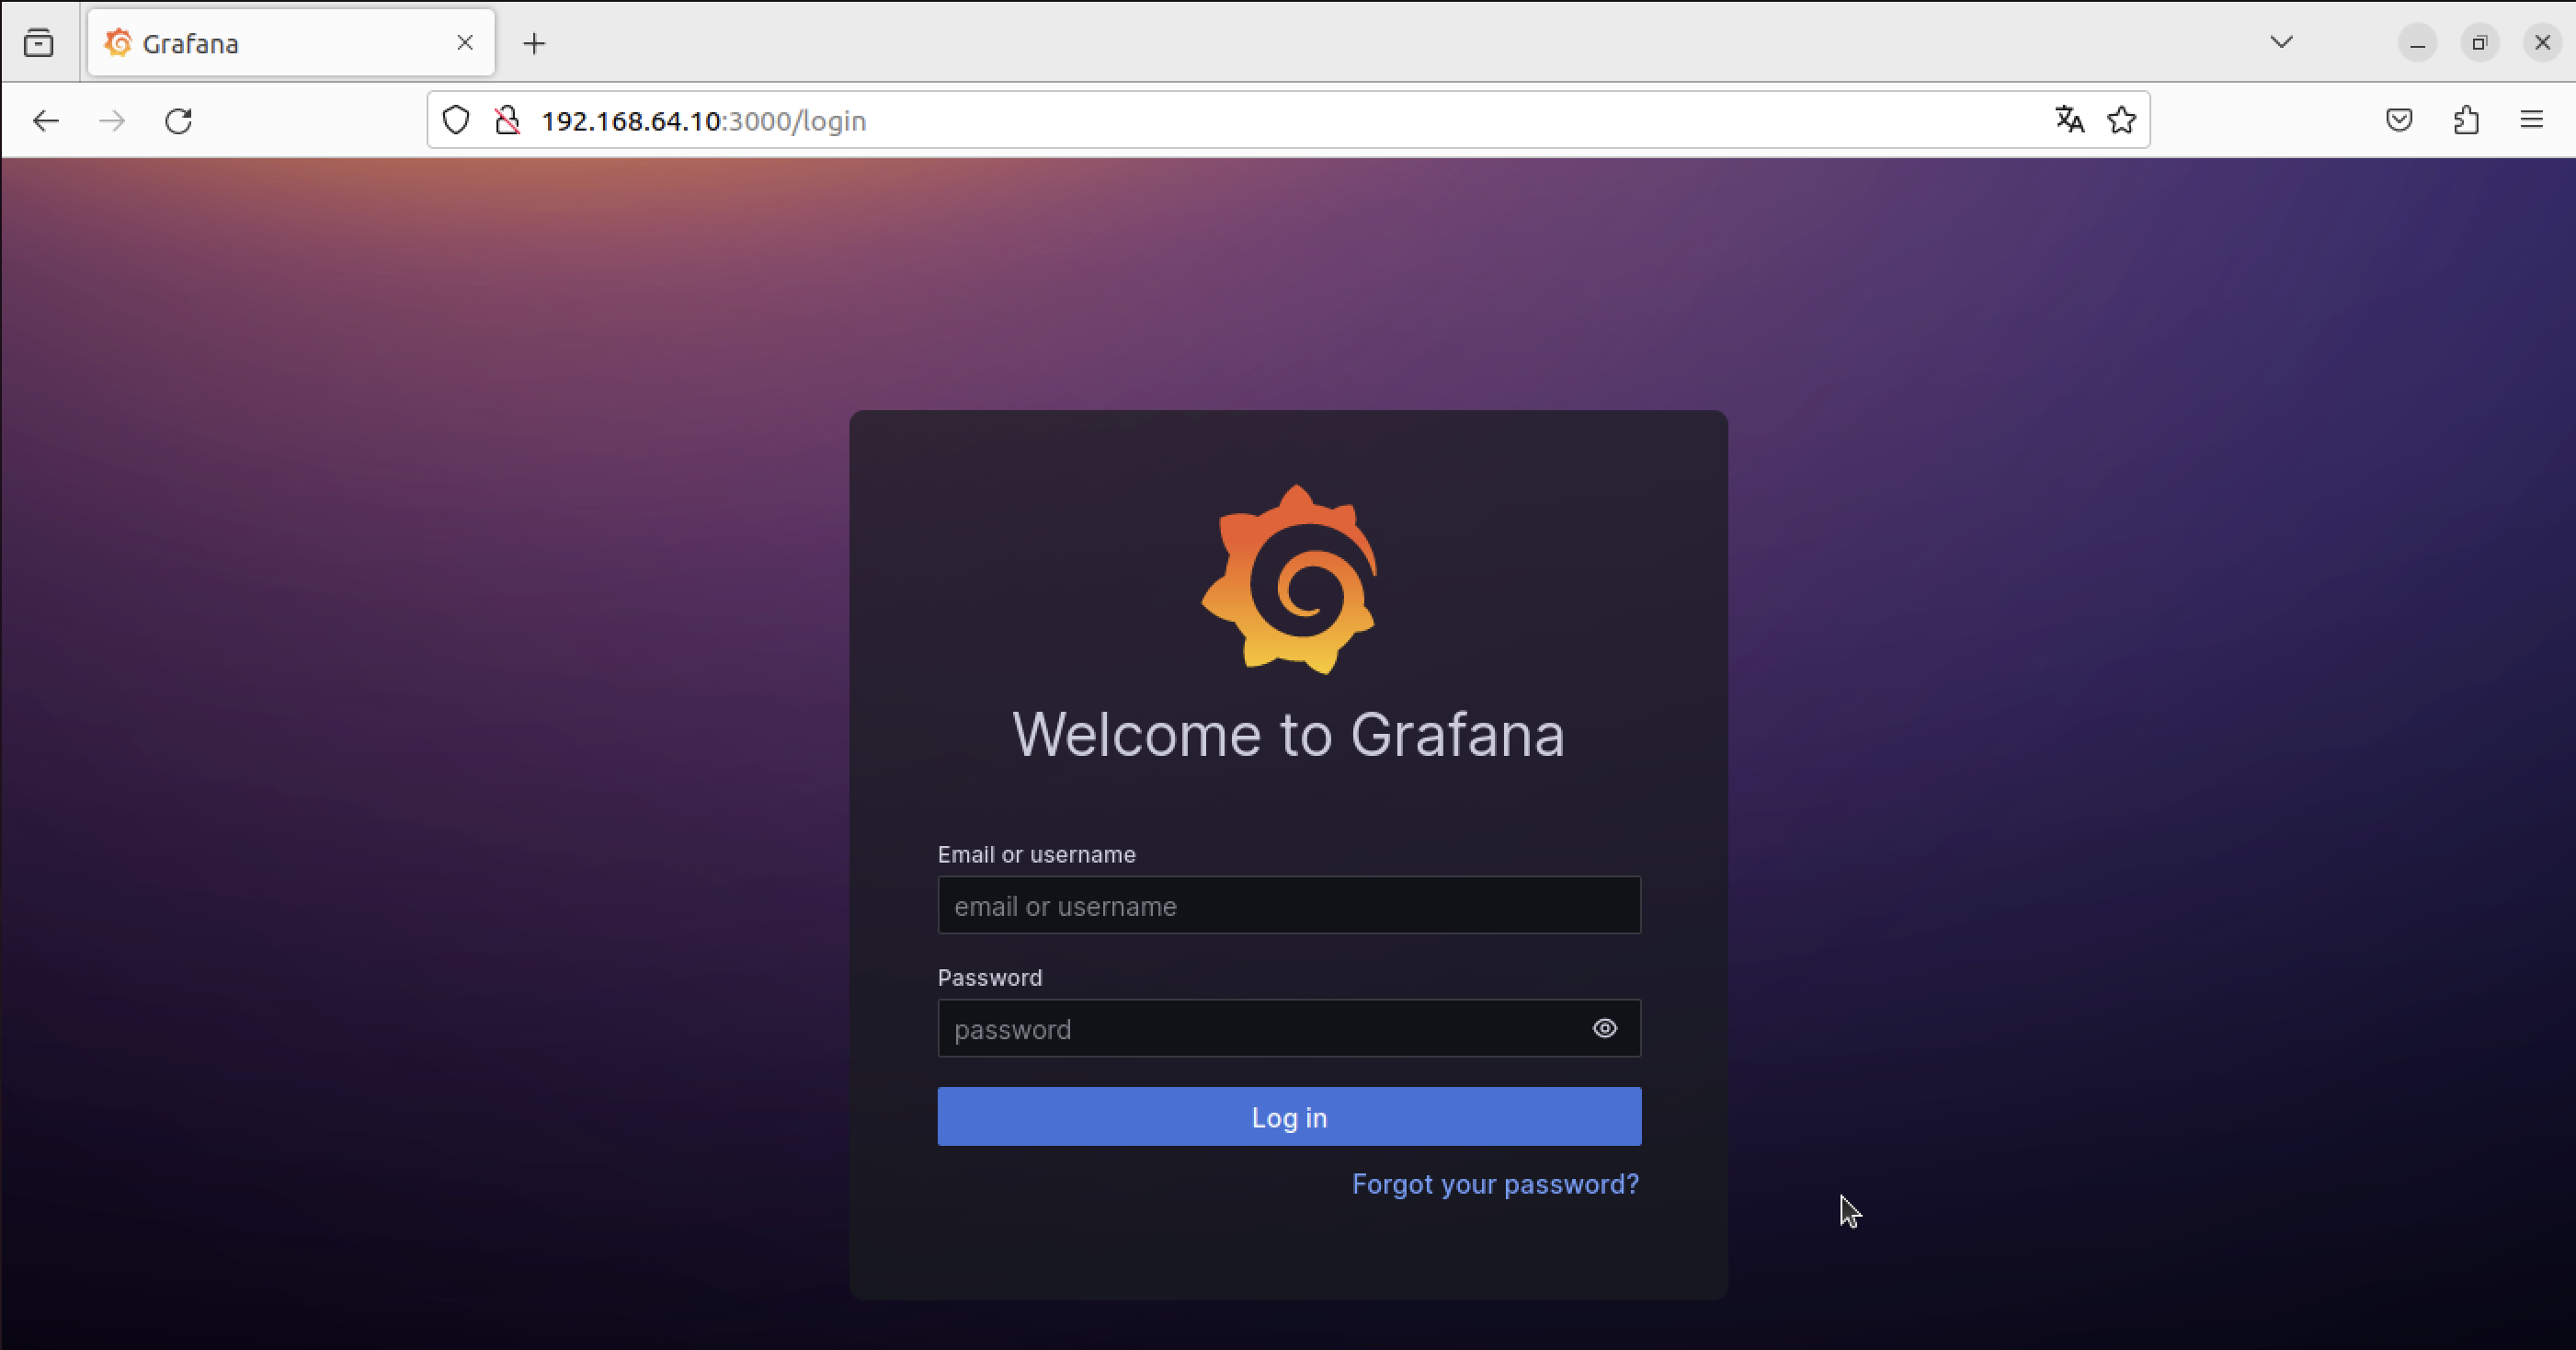 Grafana
192.168.64.10:3000/login
Welcome to Grafana
Email or username
email or username
Password
password
Log in
Forgot your password?